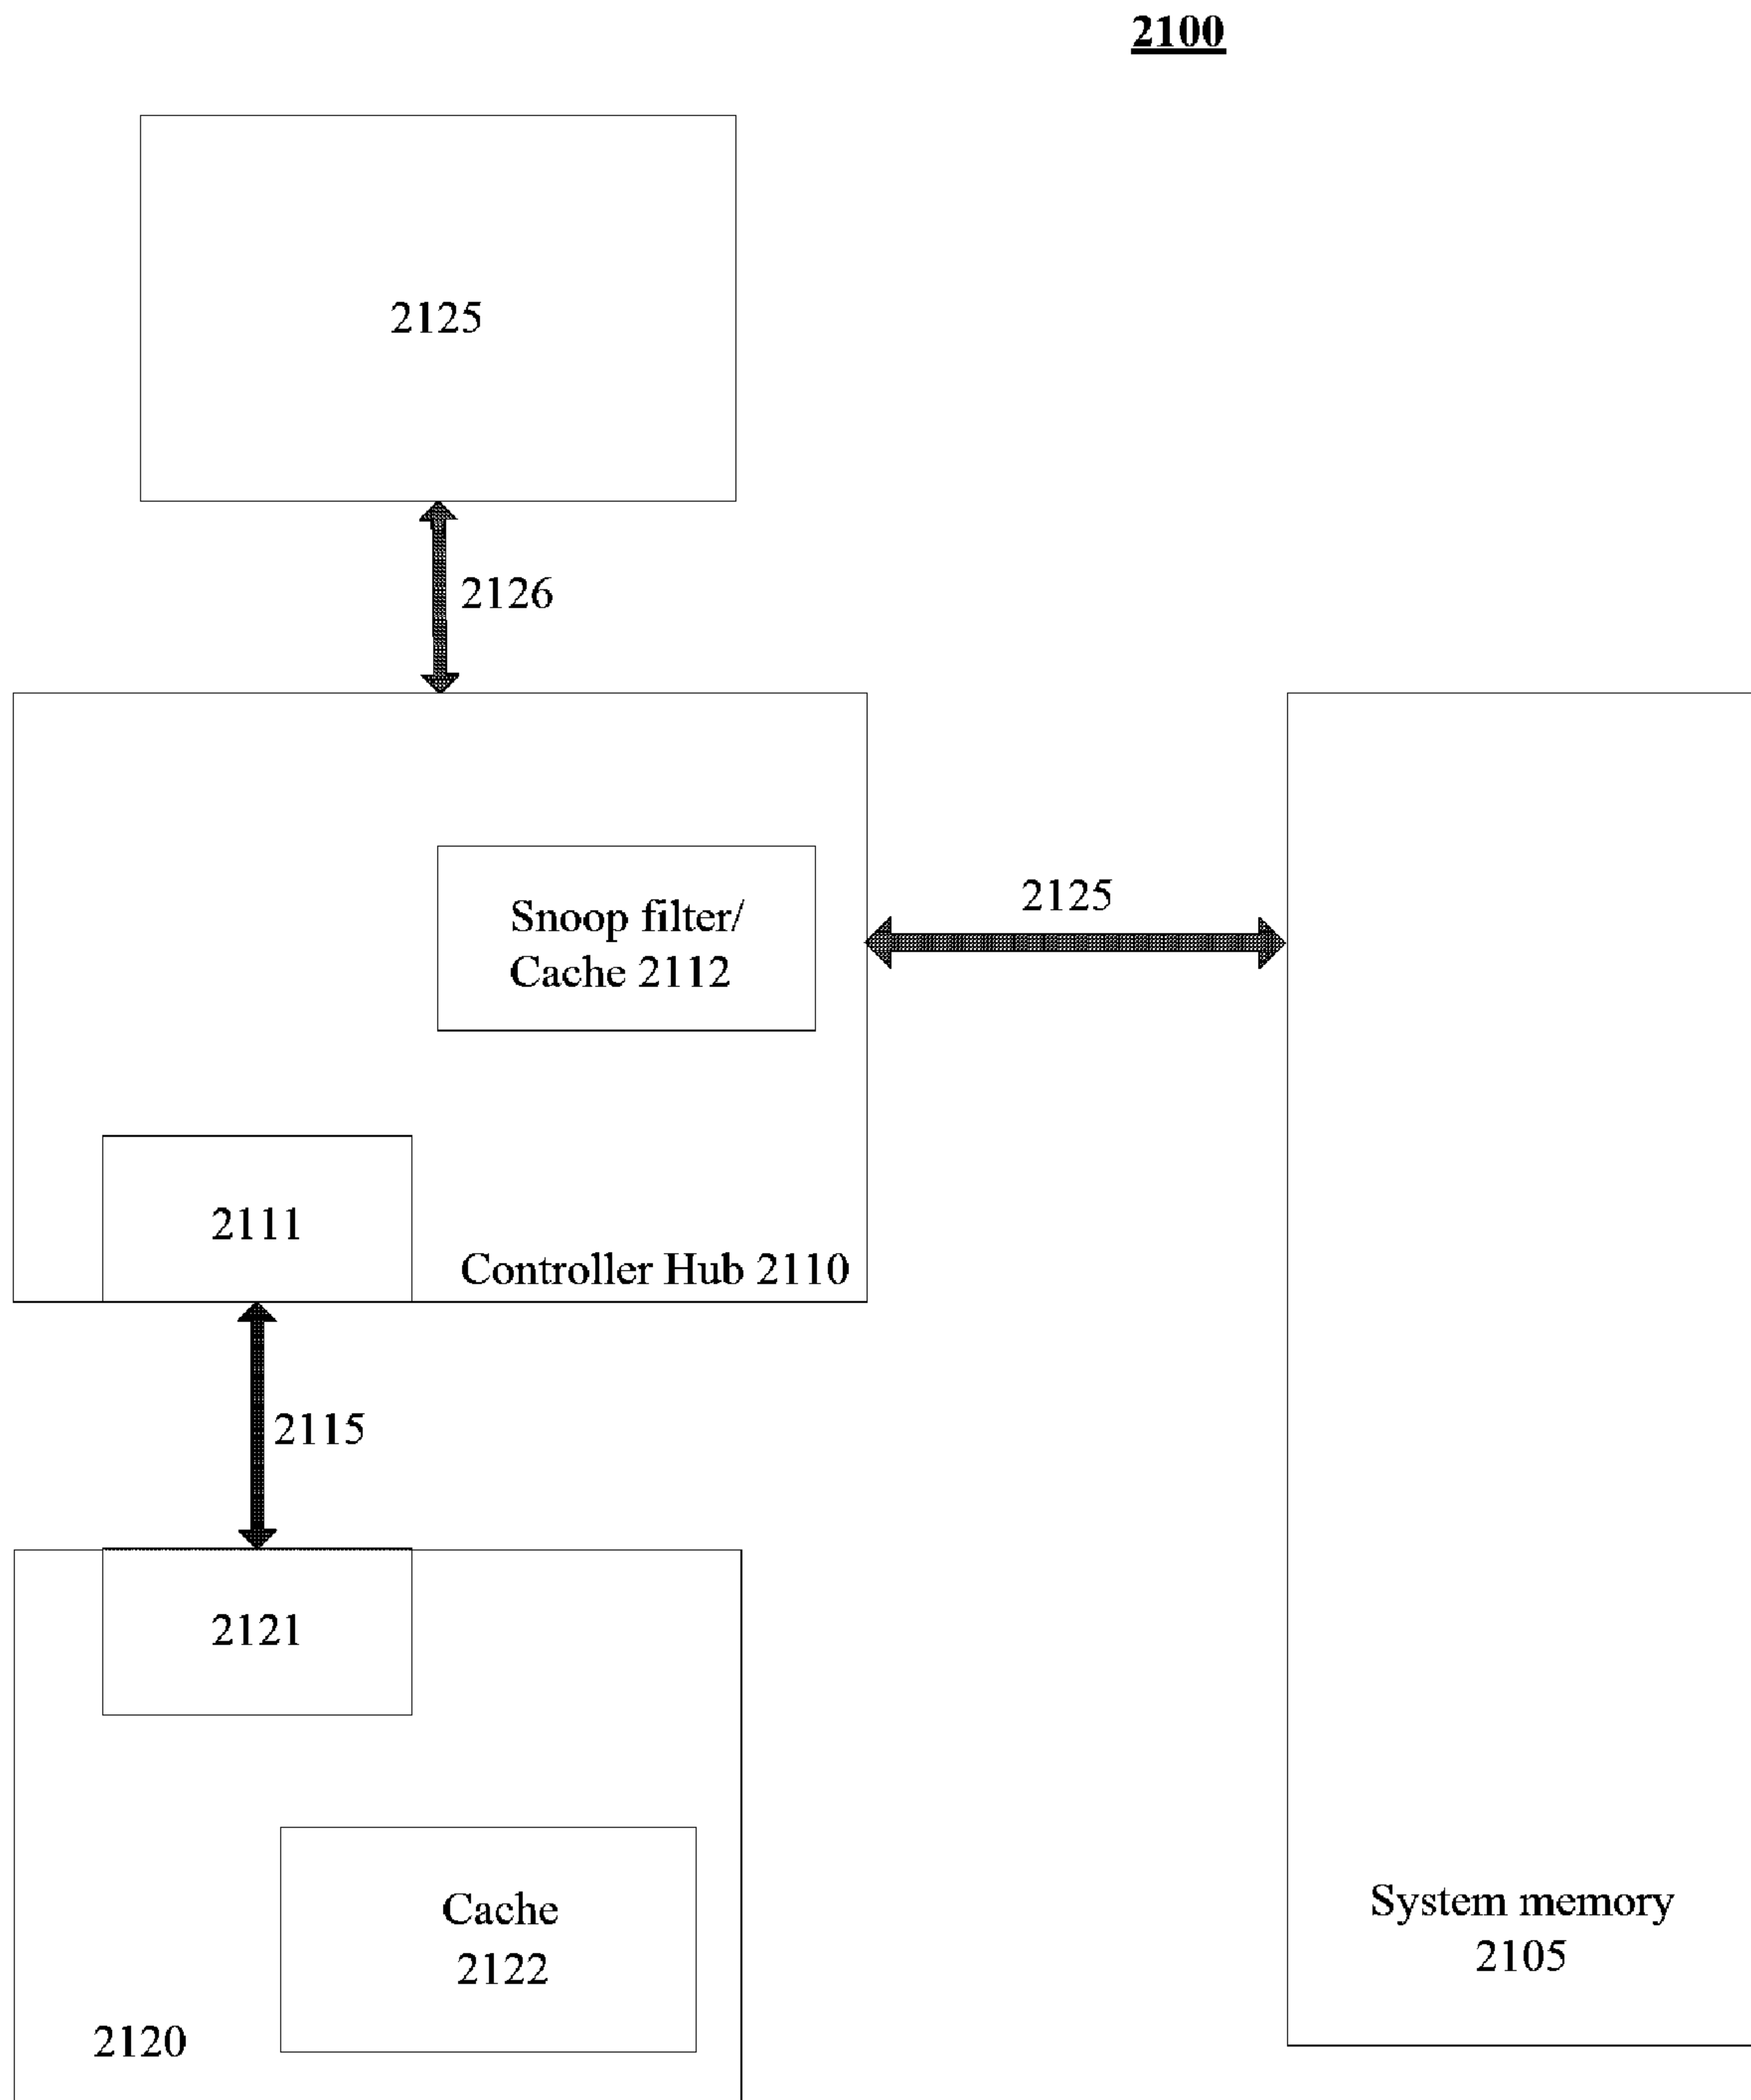 2100
2125
2126
Snoop filter/
Cache 2112
2125
2111
Controller Hub 2110
2115
2121
Cache
2122
2120
System memory
2105